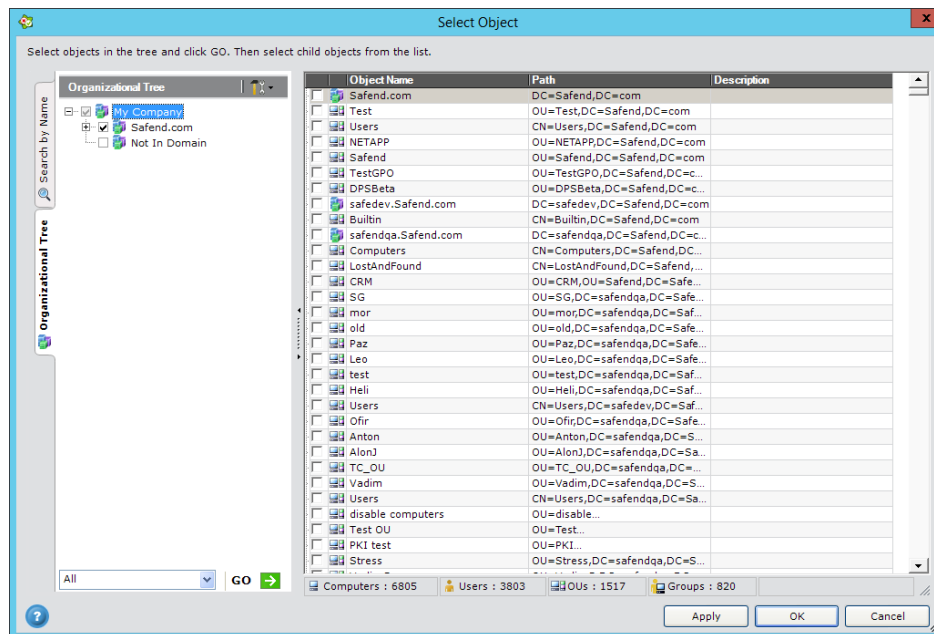 Select Object
x
Select objects in the tree and click GO. Then select child objects from the list.
Search by Name
Organizational Tree
Organizational Tree
My Company
Safend.com
Not In Domain
All
GO
Object Name Path Description
Safend.com DC=Safend,DC=com
Test OU=Test,DC=Safend,DC=com
Users CN=Users,DC=Safend,DC=com
NETAPP OU=NETAPP,DC=Safend,DC=com
Safend OU=Safend,DC=Safend,DC=com
TestGPO OU=TestGPO,DC=Safend,DC=c...
DPSBeta OU=DPSBeta,DC=Safend,DC=c...
safedev.Safend.com DC=safedev,DC=Safend,DC=com
Builtin CN=Builtin,DC=Safend,DC=com
safendqa.Safend.com DC=safendqa,DC=Safend,DC=c...
Computers CN=Computers,DC=Safend,DC...
LostAndFound CN=LostAndFound,DC=Safend,...
CRM OU=CRM,OU=Safend,DC=Safe...
SG OU=SG,DC=safendqa,DC=Safe...
mor OU=mor,DC=safendqa,DC=Saf...
old OU=old,DC=safendqa,DC=Safe...
Paz OU=Paz,DC=safendqa,DC=Safe...
Leo OU=Leo,DC=safendqa,DC=Safe...
test OU=test,DC=safendqa,DC=Saf...
Heli OU=Heli,DC=safendqa,DC=Saf...
Users CN=Users,DC=safedev,DC=Saf...
Ofir OU=Ofir,DC=safendqa,DC=Safe...
Anton OU=Anton,DC=safendqa,DC=S...
AlonJ OU=AlonJ,DC=safendqa,DC=Sa...
TC_OU OU=TC_OU,DC=safendqa,DC=...
Vadim OU=Vadim,DC=safendqa,DC=S...
Users CN=Users,DC=safendqa,DC=Sa...
disable computers OU=disable...
Test OU OU=Test...
PKI test OU=PKI...
Stress OU=Stress,DC=safendqa,DC=S...
Computers : 6805 Users : 3803 OUs : 1517 Groups : 820
?
Apply OK Cancel